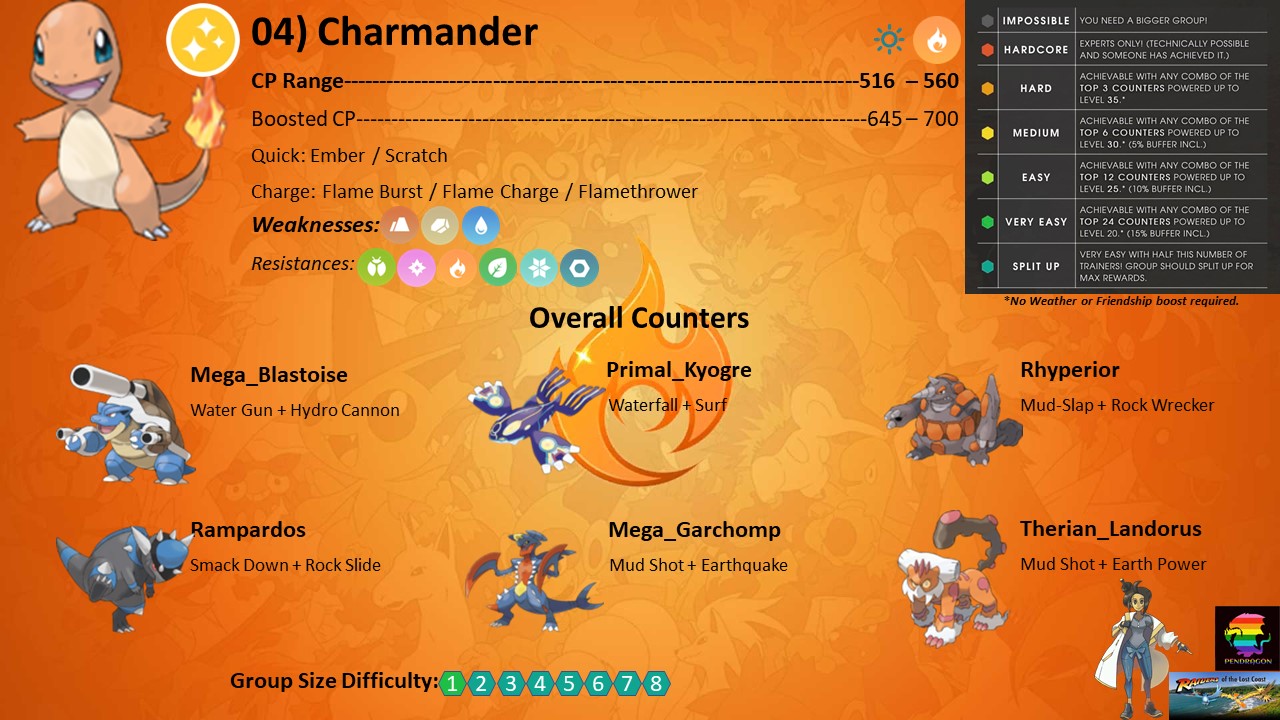 04) Charmander
CP Range---516 – 560
Boosted CP---645 – 700
Quick: Ember / Scratch
Charge: Flame Burst / Flame Charge / Flamethrower
Weaknesses:
Resistances:
IMPOSSIBLE YOU NEED A BIGGER GROUP!
HARDCORE EXPERTS ONLY! (TECHNICALLY POSSIBLE
AND SOMEONE HAS ACHIEVED IT.)
HARD ACHIEVABLE WITH ANY COMBO OF THE
TOP 3 COUNTERS POWERED UP TO
LEVEL 35.*
MEDIUM ACHIEVABLE WITH ANY COMBO OF THE
TOP 6 COUNTERS POWERED UP TO
LEVEL 30.* (5% BUFFER INCL.)
EASY ACHIEVABLE WITH ANY COMBO OF THE
TOP 12 COUNTERS POWERED UP TO
LEVEL 25.* (10% BUFFER INCL.)
VERY EASY ACHIEVABLE WITH ANY COMBO OF THE
TOP 24 COUNTERS POWERED UP TO
LEVEL 20.* (15% BUFFER INCL.)
SPLIT UP VERY EASY WITH HALF THIS NUMBER OF
TRAINERS! GROUP SHOULD SPLIT UP FOR
MAX REWARDS.
*No Weather or Friendship boost required.
Overall Counters
Mega_Blastoise
Water Gun + Hydro Cannon
Primal_Kyogre
Waterfall + Surf
Rhyperior
Mud-Slap + Rock Wrecker
Rampardos
Smack Down + Rock Slide
Mega_Garchomp
Mud Shot + Earthquake
Therian_Landorus
Mud Shot + Earth Power
Group Size Difficulty: 1 2 3 4 5 6 7 8
PENDRAGON
RAIDERS of the Lost Coast